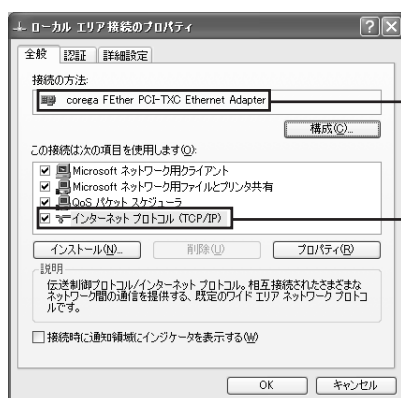 ローカル エリア接続のプロパティ
全般 認証 詳細設定
接続の方法:
corega FEther PCI-TXC Ethernet Adapter
構成(C)...
この接続は次の項目を使用します(O):
Microsoft ネットワーク用クライアント
Microsoft ネットワーク用ファイルとプリンタ共有
QoS パケット スケジューラ
インターネット プロトコル (TCP/IP)
インストール(N)... 削除(U) プロパティ(R)
説明
伝送制御プロトコル/インターネット プロトコル。相互接続されたさまざまな
ネットワーク間の通信を提供する、既定のワイド エリア ネットワーク プロトコ
ルです。
接続時に通知領域にインジケータを表示する(W)
OK キャンセル